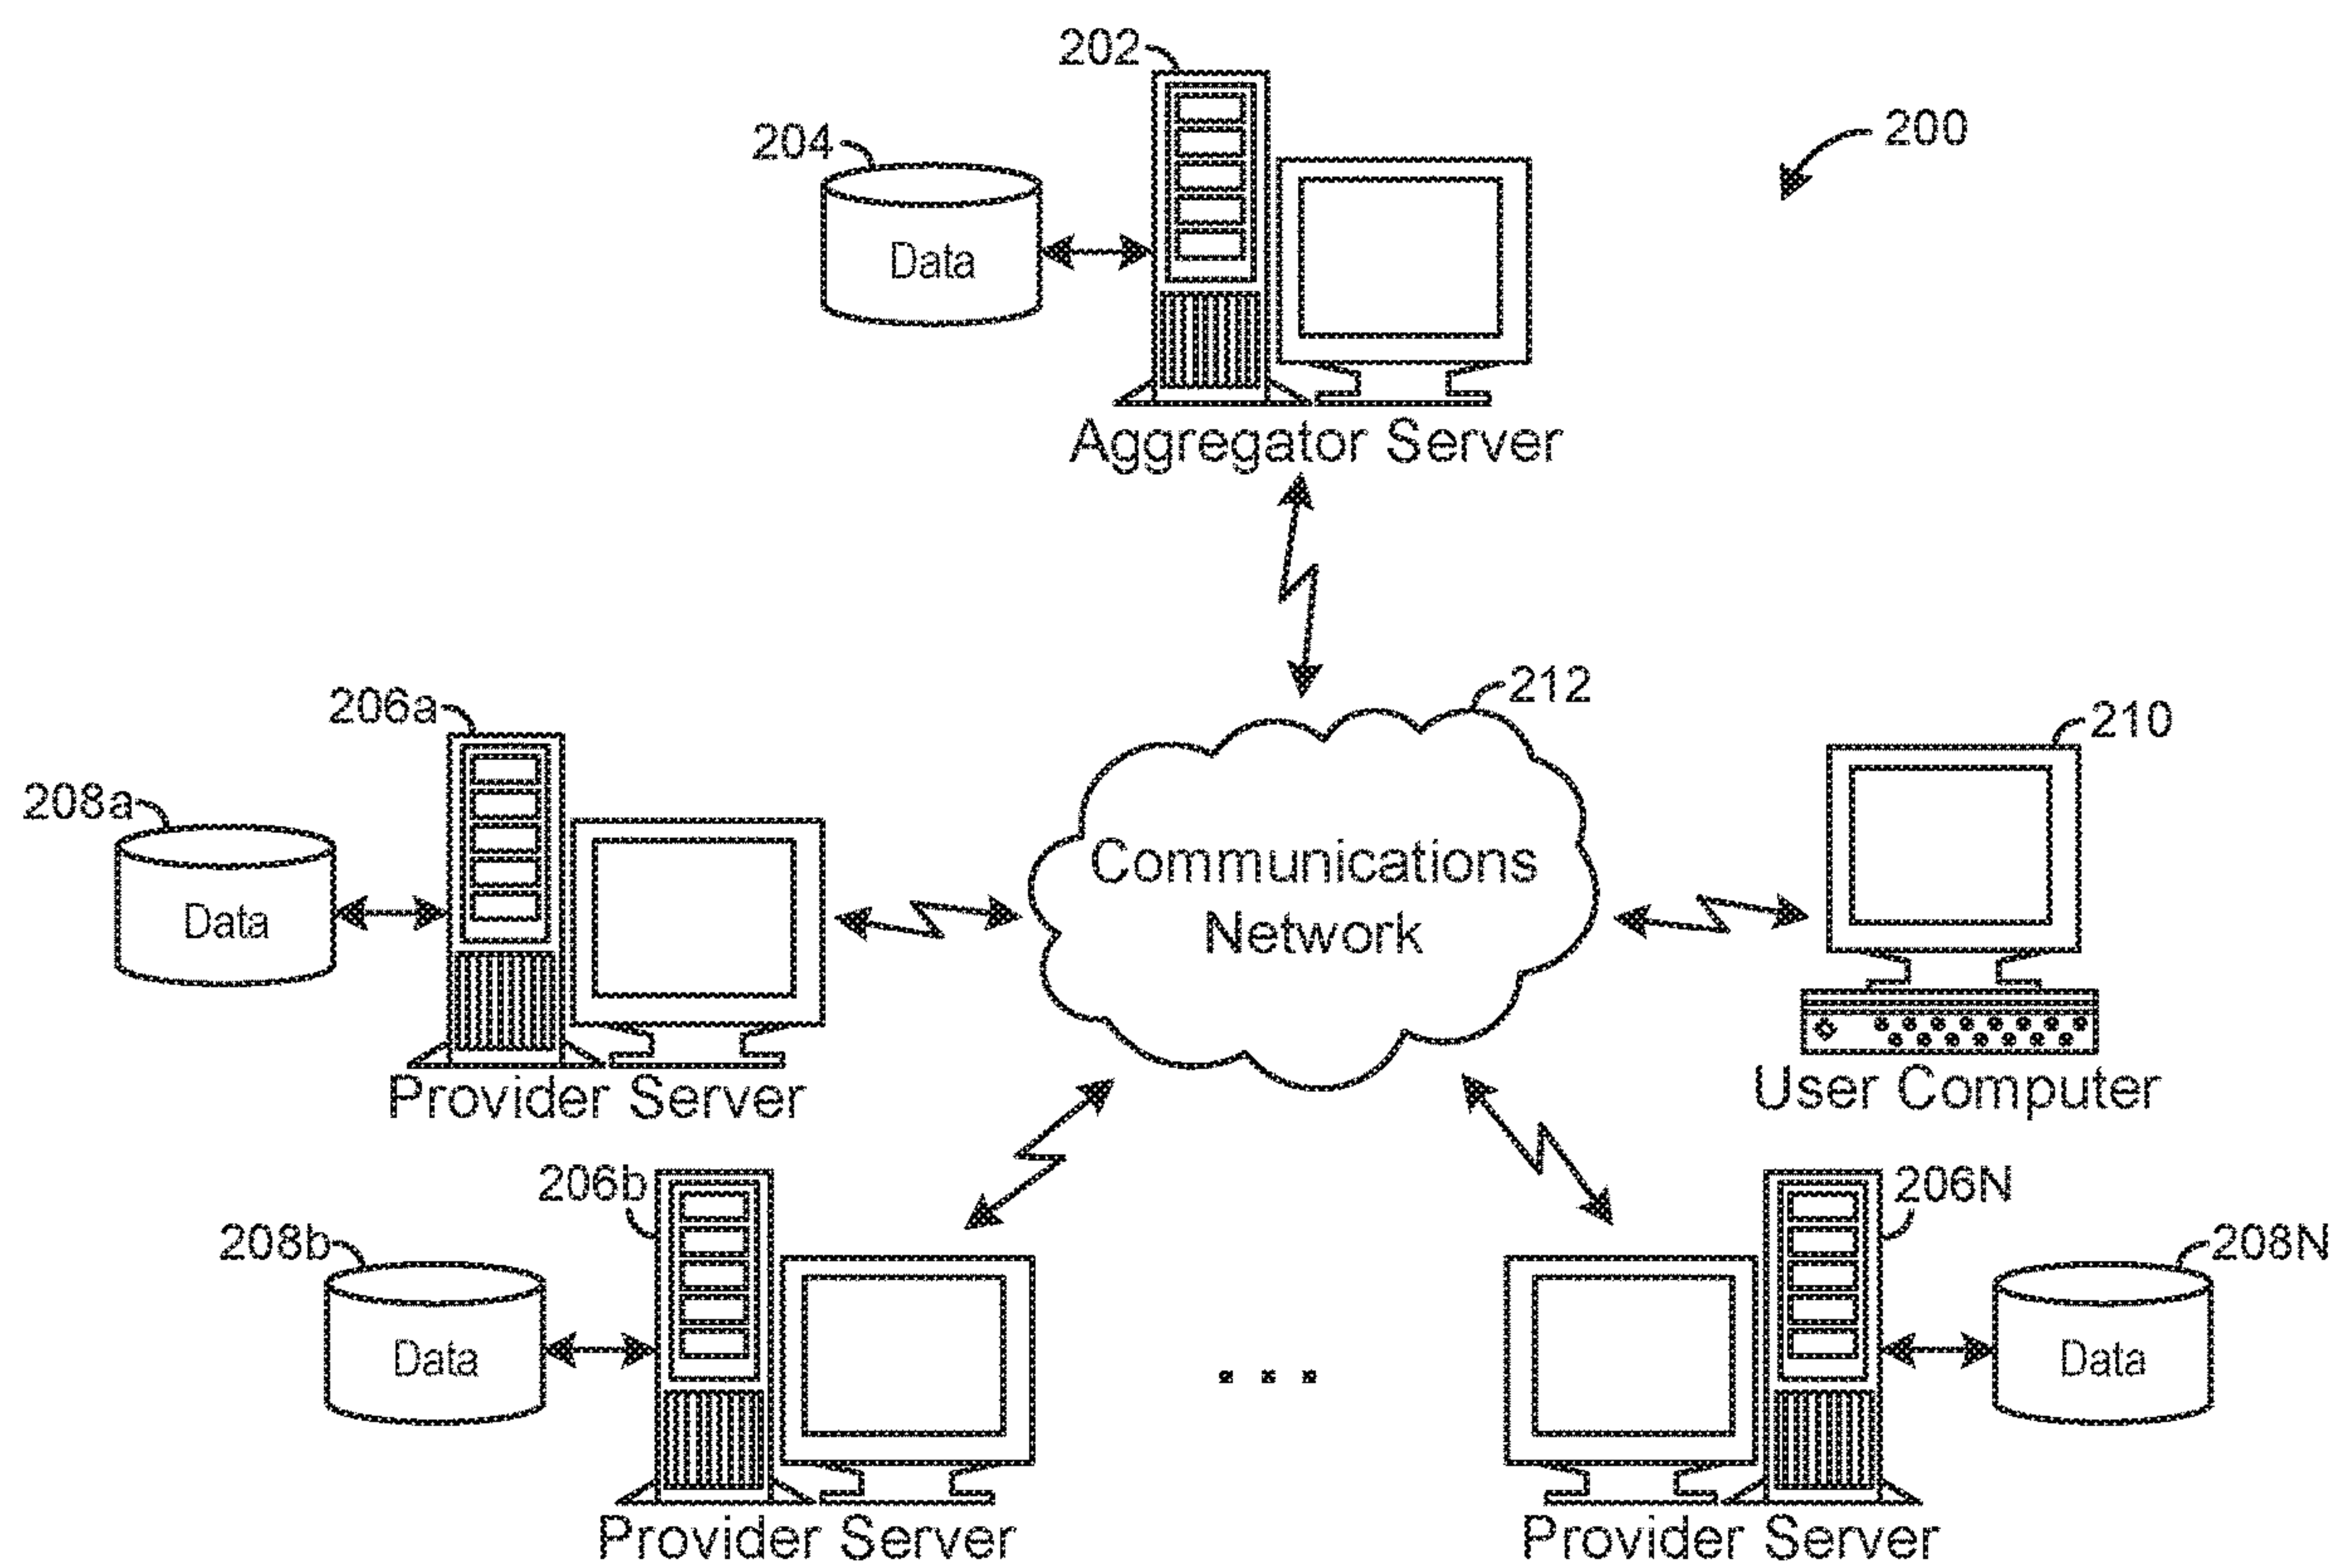 202
204
200
Data
Aggregator Server
212
206a
210
208a
Communications
Network
Data
Provider Server
User Computer
206b
206N
208b
208N
Data
Data
...
Provider Server
Provider Server